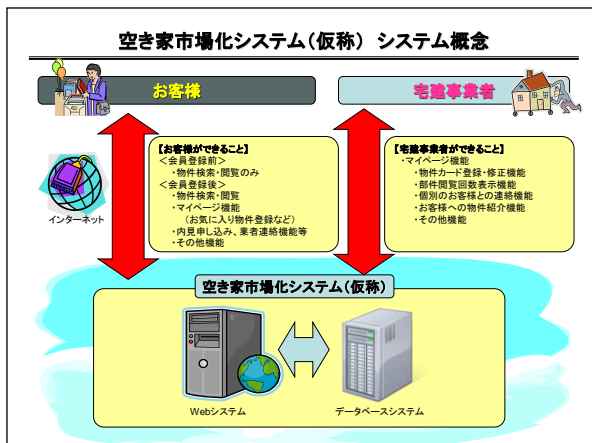 空き家市場化システム(仮称) システム概念
お客様
宅建事業者
【お客様ができること】
<会員登録前>
・物件検索・閲覧のみ
<会員登録後>
・物件検索・閲覧
・マイページ機能
(お気に入り物件登録など)
・内見申し込み、業者連絡機能等
・その他機能
【宅建事業者ができること】
・マイページ機能
・物件カード登録・修正機能
・部件閲覧回数表示機能
・個別のお客様との連絡機能
・お客様への物件紹介機能
・その他機能
インターネット
空き家市場化システム(仮称)
Webシステム
データベースシステム